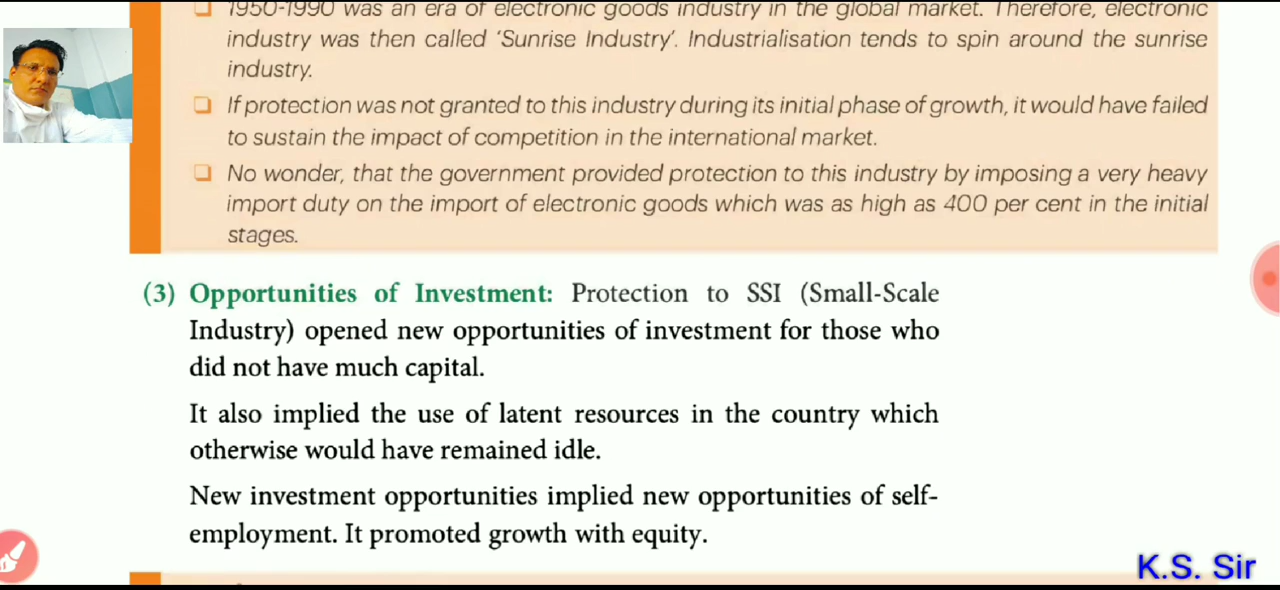 ❑ 1950-1990 was an era of electronic goods industry in the global market. Therefore, electronic
industry was then called ‘Sunrise Industry’. Industrialisation tends to spin around the sunrise
industry.
❑ If protection was not granted to this industry during its initial phase of growth, it would have failed
to sustain the impact of competition in the international market.
❑ No wonder, that the government provided protection to this industry by imposing a very heavy
import duty on the import of electronic goods which was as high as 400 per cent in the initial
stages.
(3) Opportunities of Investment: Protection to SSI (Small-Scale
Industry) opened new opportunities of investment for those who
did not have much capital.
It also implied the use of latent resources in the country which
otherwise would have remained idle.
New investment opportunities implied new opportunities of self-
employment. It promoted growth with equity.
K.S. Sir